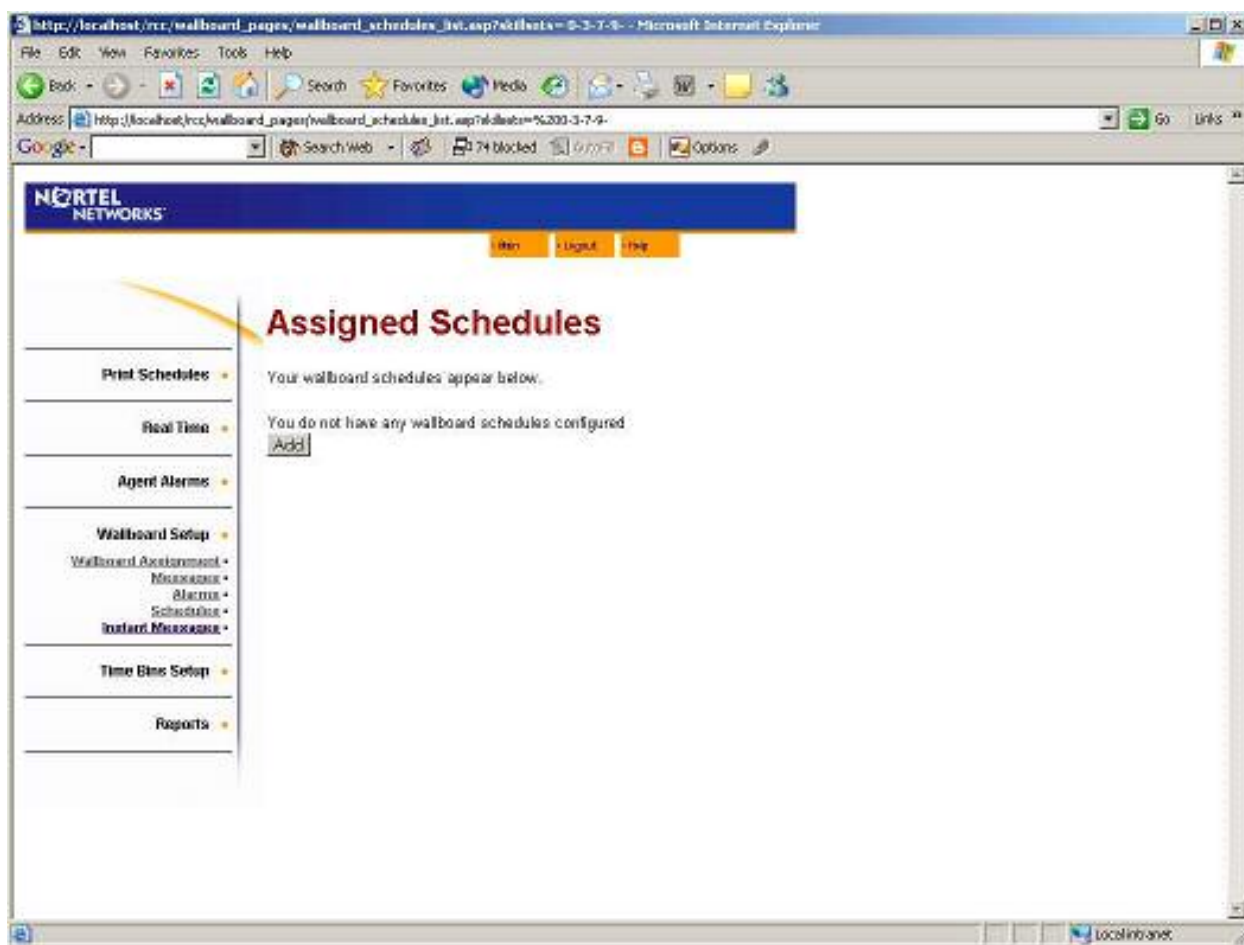 http://localhost/rcc/wallboard_pages/wallboard_schedules_list.asp?skillsets= 0-3-7-9- - Microsoft Internet Explorer
File Edit View Favorites Tools Help
Back Search Favorites Media
Address http://localhost/rcc/wallboard_pages/wallboard_schedules_list.asp?skillsets=%200-3-7-9- Go Links »
Google Search Web 74 blocked AutoFill Options
NORTEL
NETWORKS
Main Logout Help
Assigned Schedules
Print Schedules
Your wallboard schedules appear below.
Real Time
You do not have any wallboard schedules configured
Add
Agent Alarms
Wallboard Setup
Wallboard Assignment
Messages
Alarms
Schedules
Instant Messages
Time Bins Setup
Reports
Local intranet